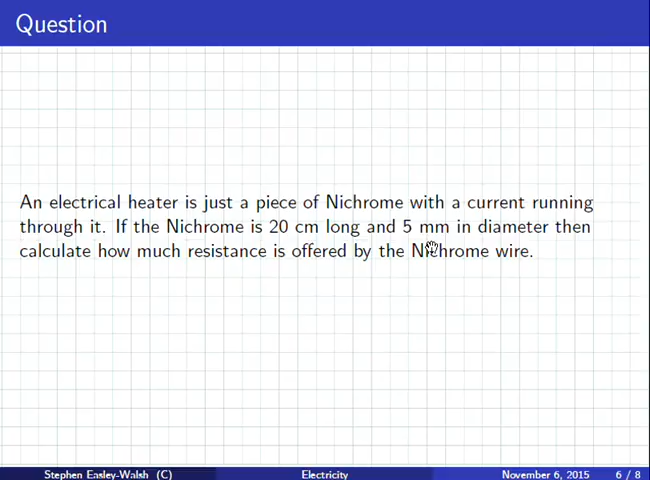 Question
An electrical heater is just a piece of Nichrome with a current running
through it. If the Nichrome is 20 cm long and 5 mm in diameter then
calculate how much resistance is offered by the Nichrome wire.
Stephen Easley-Walsh (C) Electricity November 6, 2015 6 / 8